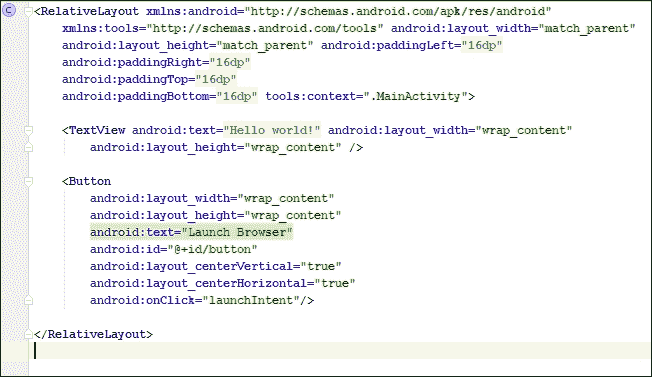 C
<RelativeLayout xmlns:android="http://schemas.android.com/apk/res/android"
xmlns:tools="http://schemas.android.com/tools" android:layout_width="match_parent"
android:layout_height="match_parent" android:paddingLeft="16dp"
android:paddingRight="16dp"
android:paddingTop="16dp"
android:paddingBottom="16dp" tools:context=".MainActivity">
<TextView android:text="Hello world!" android:layout_width="wrap_content"
android:layout_height="wrap_content" />
<Button
android:layout_width="wrap_content"
android:layout_height="wrap_content"
android:text="Launch Browser"
android:id="@+id/button"
android:layout_centerVertical="true"
android:layout_centerHorizontal="true"
android:onClick="launchIntent"/>
</RelativeLayout>